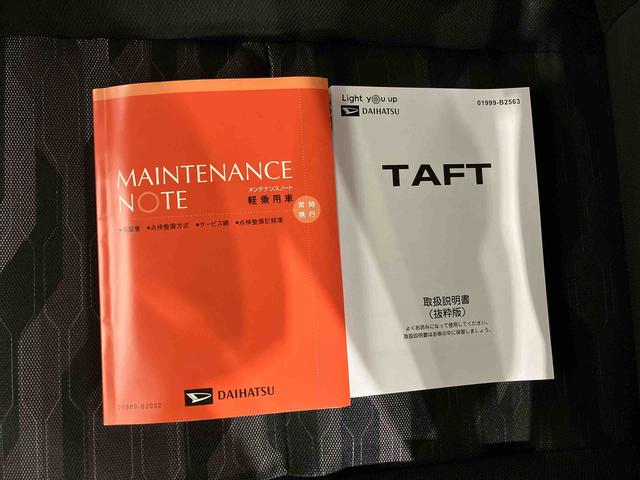 MAINTENANCE
NOTE
メンテナンスノート
軽乗用車
常時
携行
•保証書 •点検整備方式 •サービス網 •点検整備記録簿
DAIHATSU
01999-B2032
Light you up
DAIHATSU
01999-B2563
TAFT
取扱説明書
（抜粋版）
よくお読みになって使用してください。
取扱説明書はお車の中に保管しましょう。